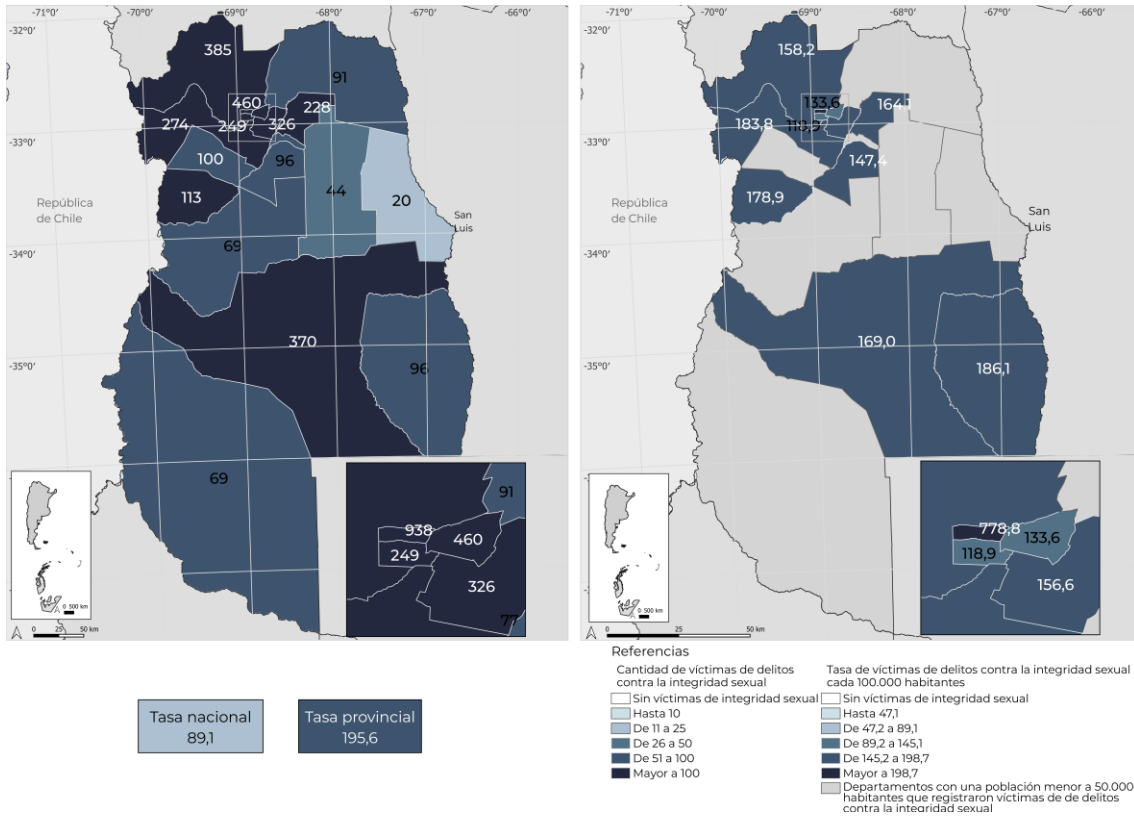 -70°0'
-69°0'
-68°0'
-67°0'
-66°0'
-32°0'
-33°0'
-34°0'
-35°0'
385
91
460
228
274
249
326
100
96
113
44
20
República
de Chile
San
Luis
69
370
96
69
91
938
460
249
326
77
0 500 km
0 25 50 km
-70°0'
-69°0'
-68°0'
-67°0'
-66°0'
-32°0'
-33°0'
-34°0'
-35°0'
158,2
133,6
164,1
183,8
118,9
147,4
178,9
República
de Chile
San
Luis
169,0
186,1
778,8
133,6
118,9
156,6
0 500 km
0 25 50 km
Tasa nacional
89,1
Tasa provincial
195,6
Referencias
Cantidad de víctimas de delitos
contra la integridad sexual
Sin víctimas de integridad sexual
Hasta 10
De 11 a 25
De 26 a 50
De 51 a 100
Mayor a 100
Tasa de víctimas de delitos contra la integridad sexual
cada 100.000 habitantes
Sin víctimas de integridad sexual
Hasta 47,1
De 47,2 a 89,1
De 89,2 a 145,1
De 145,2 a 198,7
Mayor a 198,7
Departamentos con una población menor a 50.000
habitantes que registraron víctimas de de delitos
contra la integridad sexual